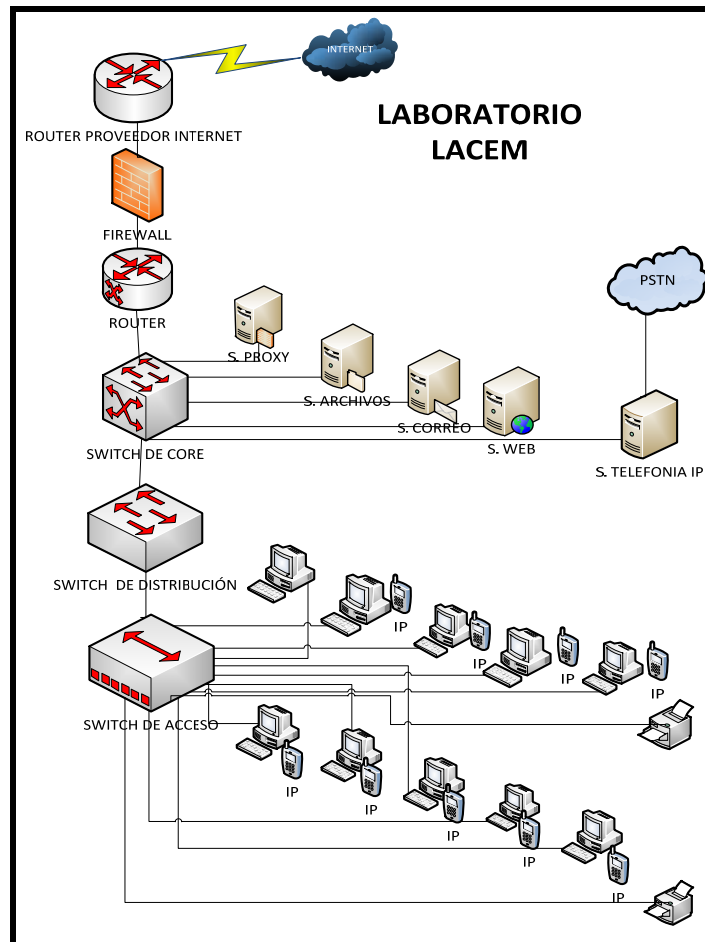 INTERNET
LABORATORIO
LACEM
ROUTER PROVEEDOR INTERNET
FIREWALL
PSTN
ROUTER
S. PROXY
S. ARCHIVOS
S. CORREO
S. WEB
SWITCH DE CORE
S. TELEFONIA IP
SWITCH DE DISTRIBUCIÓN
IP
IP
IP
IP
SWITCH DE ACCESO
IP
IP
IP
IP
IP